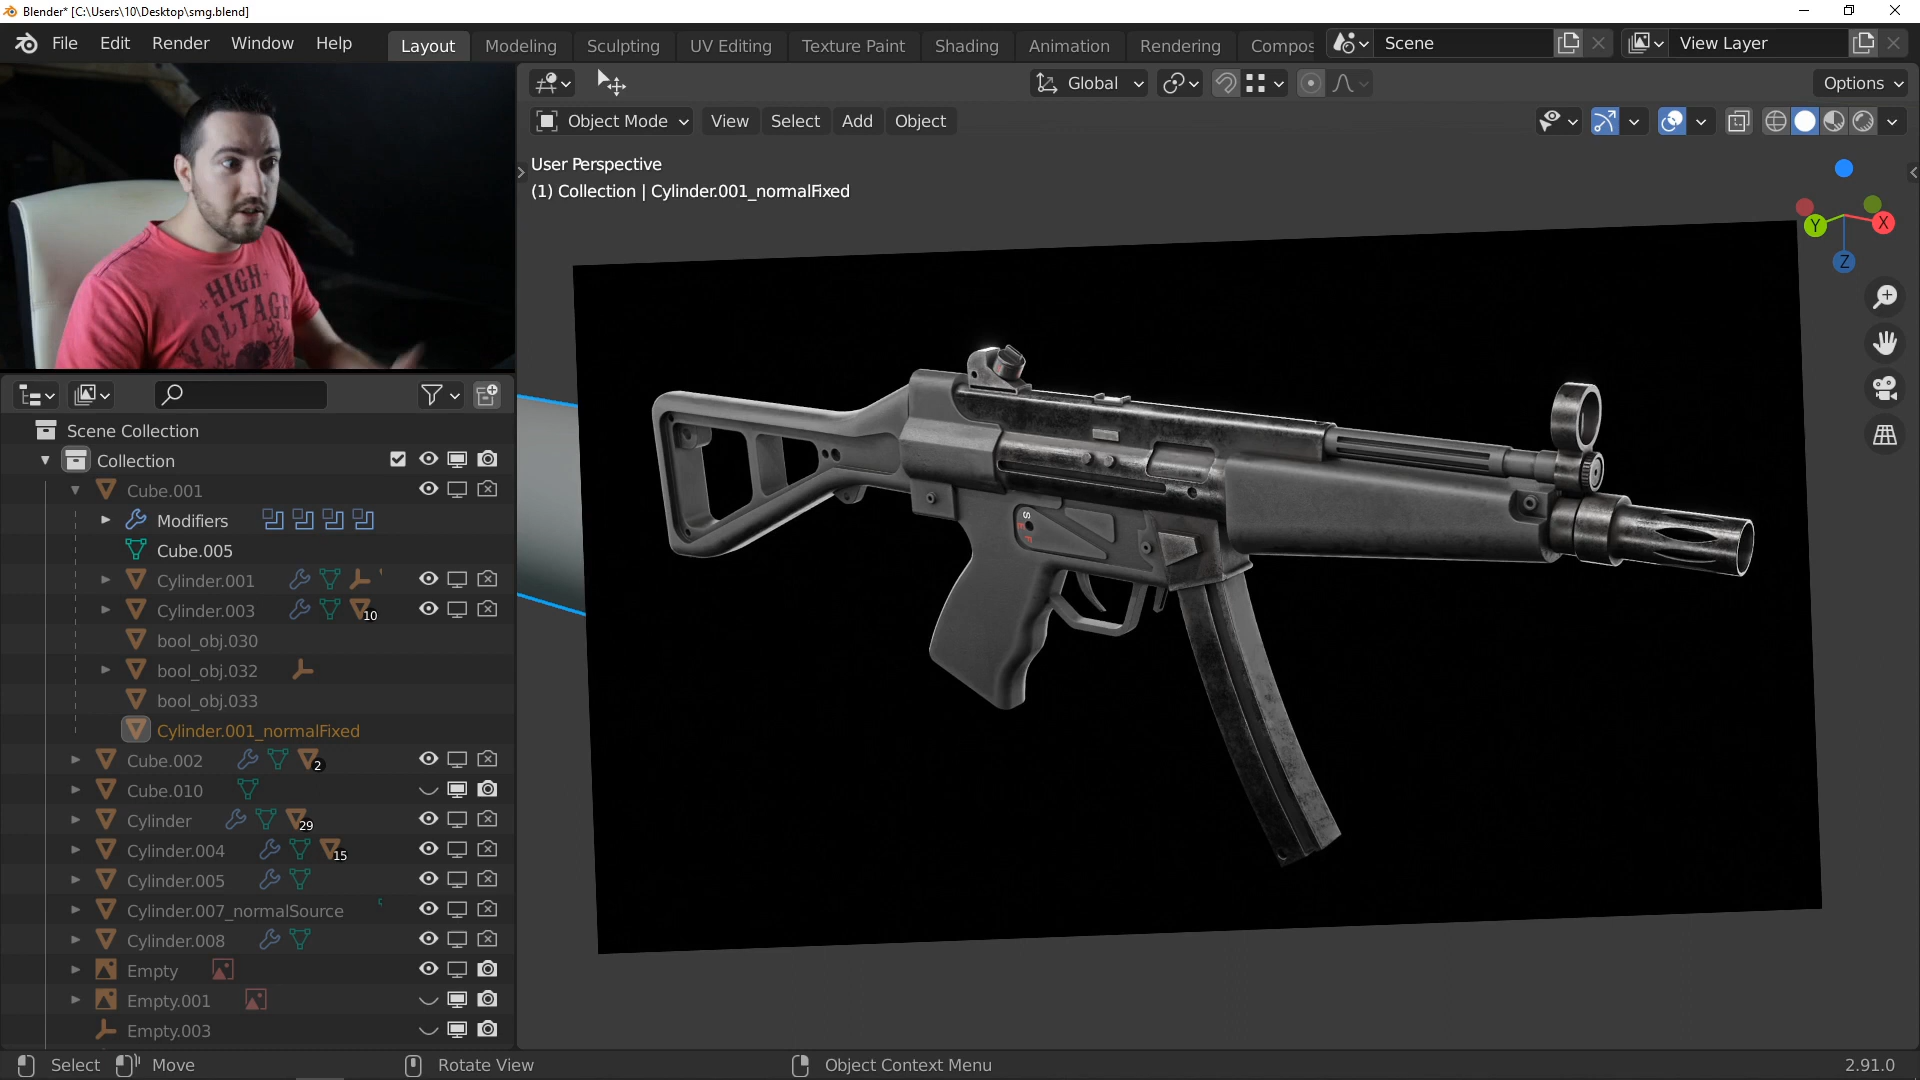 Blender* [C:\Users\10\Desktop\smg.blend]
File Edit Render Window Help
Layout Modeling Sculpting UV Editing Texture Paint Shading Animation Rendering Compos
Scene
View Layer
Global
Options
Object Mode View Select Add Object
User Perspective
(1) Collection | Cylinder.001_normalFixed
X
Y
Z
HIGH
VOLTAGE
S
E
F
Scene Collection
Collection
Cube.001
Modifiers
Cube.005
Cylinder.001
Cylinder.003 10
bool_obj.030
bool_obj.032
bool_obj.033
Cylinder.001_normalFixed
Cube.002 2
Cube.010
Cylinder 29
Cylinder.004 15
Cylinder.005
Cylinder.007_normalSource
Cylinder.008
Empty
Empty.001
Empty.003
Select Move Rotate View Object Context Menu 2.91.0